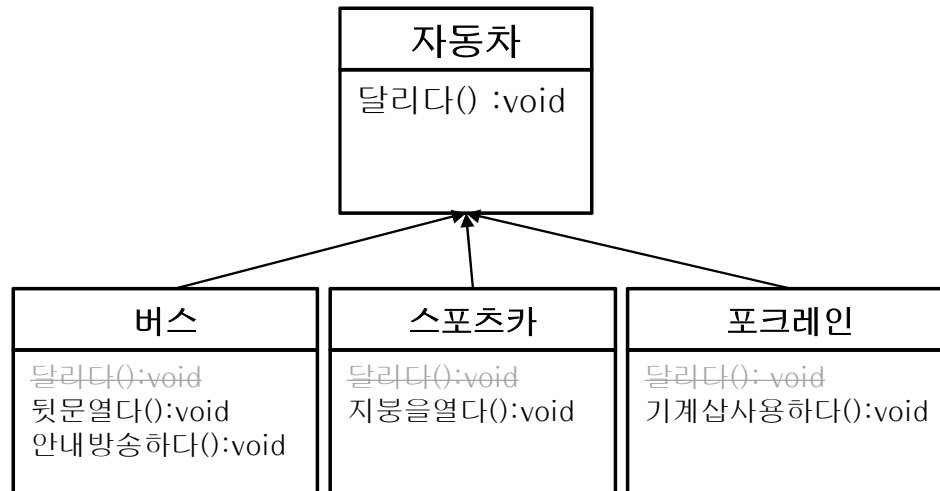 자동차
달리다() :void
버스
달리다():void
뒷문열다():void
안내방송하다():void
스포츠카
달리다():void
지붕을열다():void
포크레인
달리다(): void
기계삽사용하다():void